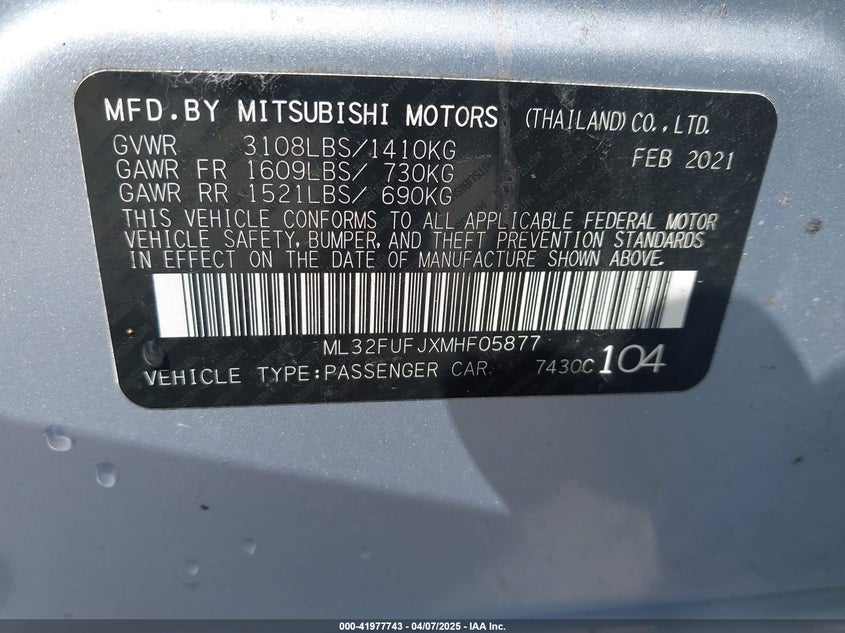 MFD.BY MITSUBISHI MOTORS (THAILAND) CO., LTD.
GVWR 3108LBS/1410KG FEB 2021
GAWR FR 1609LBS/ 730KG
GAWR RR 1521LBS/ 690KG
THIS VEHICLE CONFORMS TO ALL APPLICABLE FEDERAL MOTOR
VEHICLE SAFETY, BUMPER, AND THEFT PREVENTION STANDARDS
IN EFFECT ON THE DATE OF MANUFACTURE SHOWN ABOVE.
ML32FUFJXMHF05877
VEHICLE TYPE:PASSENGER CAR 7430C 104
000-41977743 | 04/07/2025 | IAA Inc.